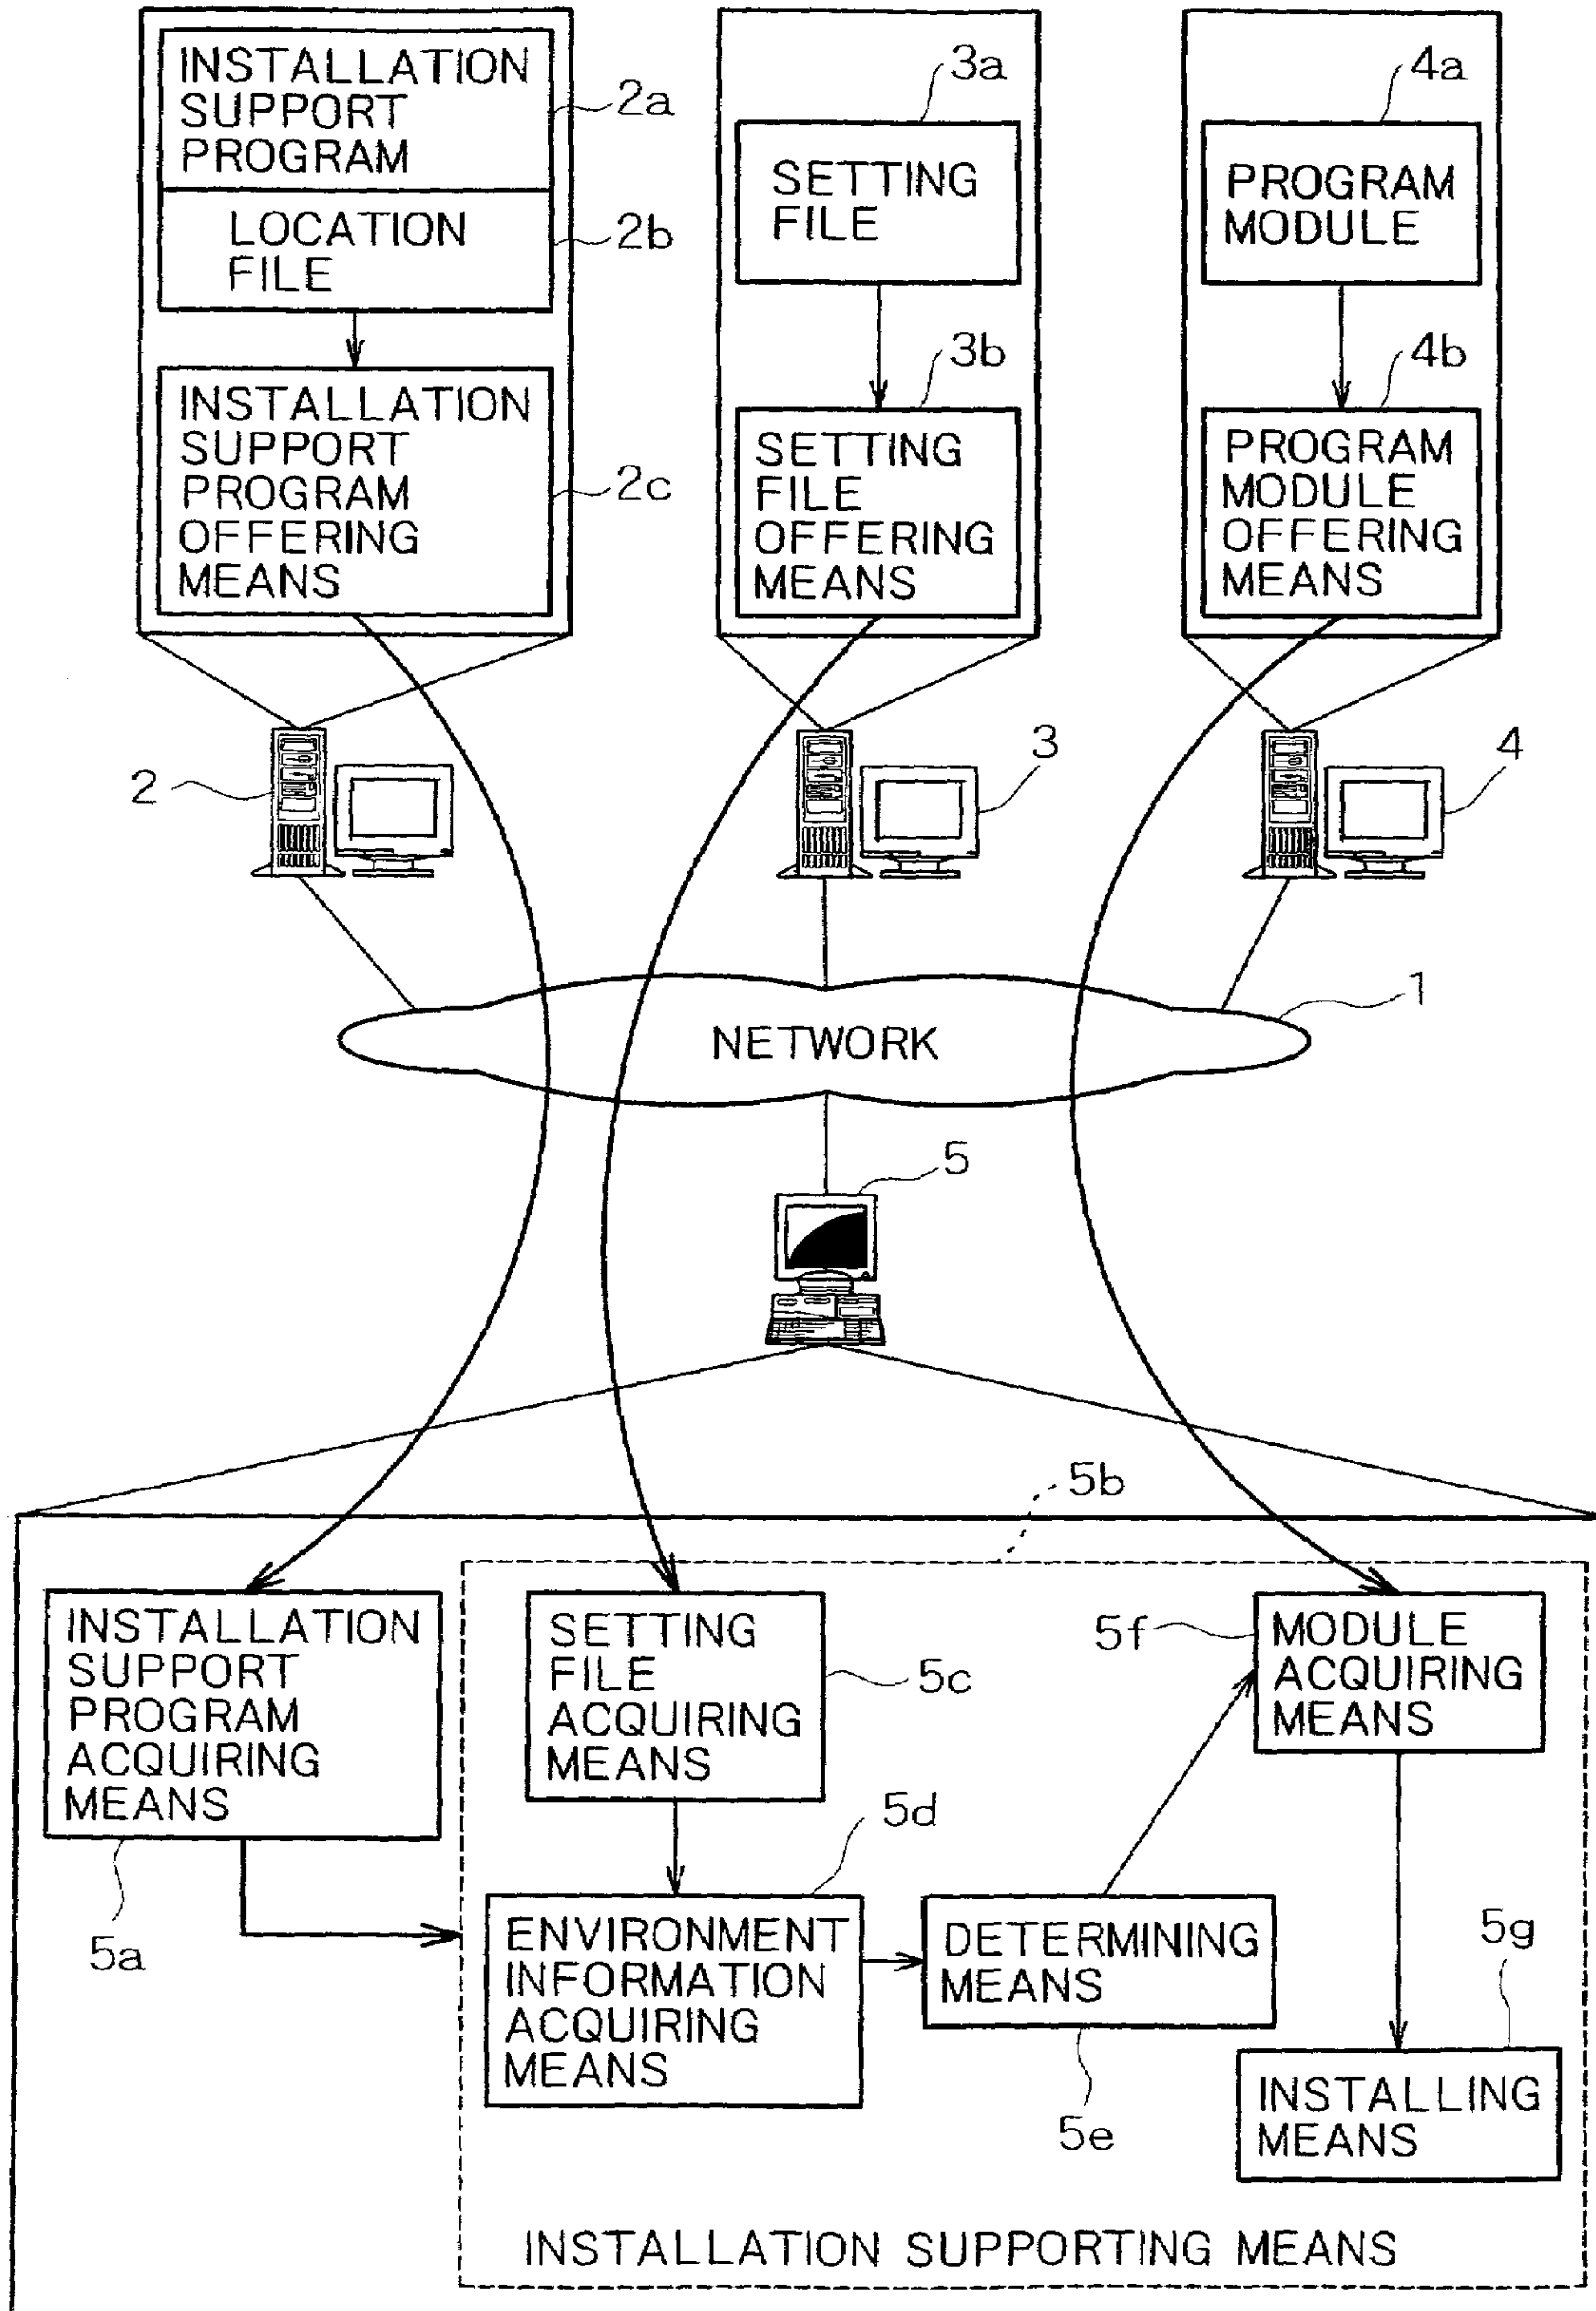 INSTALLATION
SUPPORT
PROGRAM
2a
LOCATION
FILE
2b
INSTALLATION
SUPPORT
PROGRAM
OFFERING
MEANS
2c
3a
SETTING
FILE
3b
SETTING
FILE
OFFERING
MEANS
4a
PROGRAM
MODULE
4b
PROGRAM
MODULE
OFFERING
MEANS
2
3
4
1
NETWORK
5
5b
INSTALLATION
SUPPORT
PROGRAM
ACQUIRING
MEANS
5a
SETTING
FILE
ACQUIRING
MEANS
5c
5f
MODULE
ACQUIRING
MEANS
5d
ENVIRONMENT
INFORMATION
ACQUIRING
MEANS
DETERMINING
MEANS
5e
5g
INSTALLING
MEANS
INSTALLATION SUPPORTING MEANS